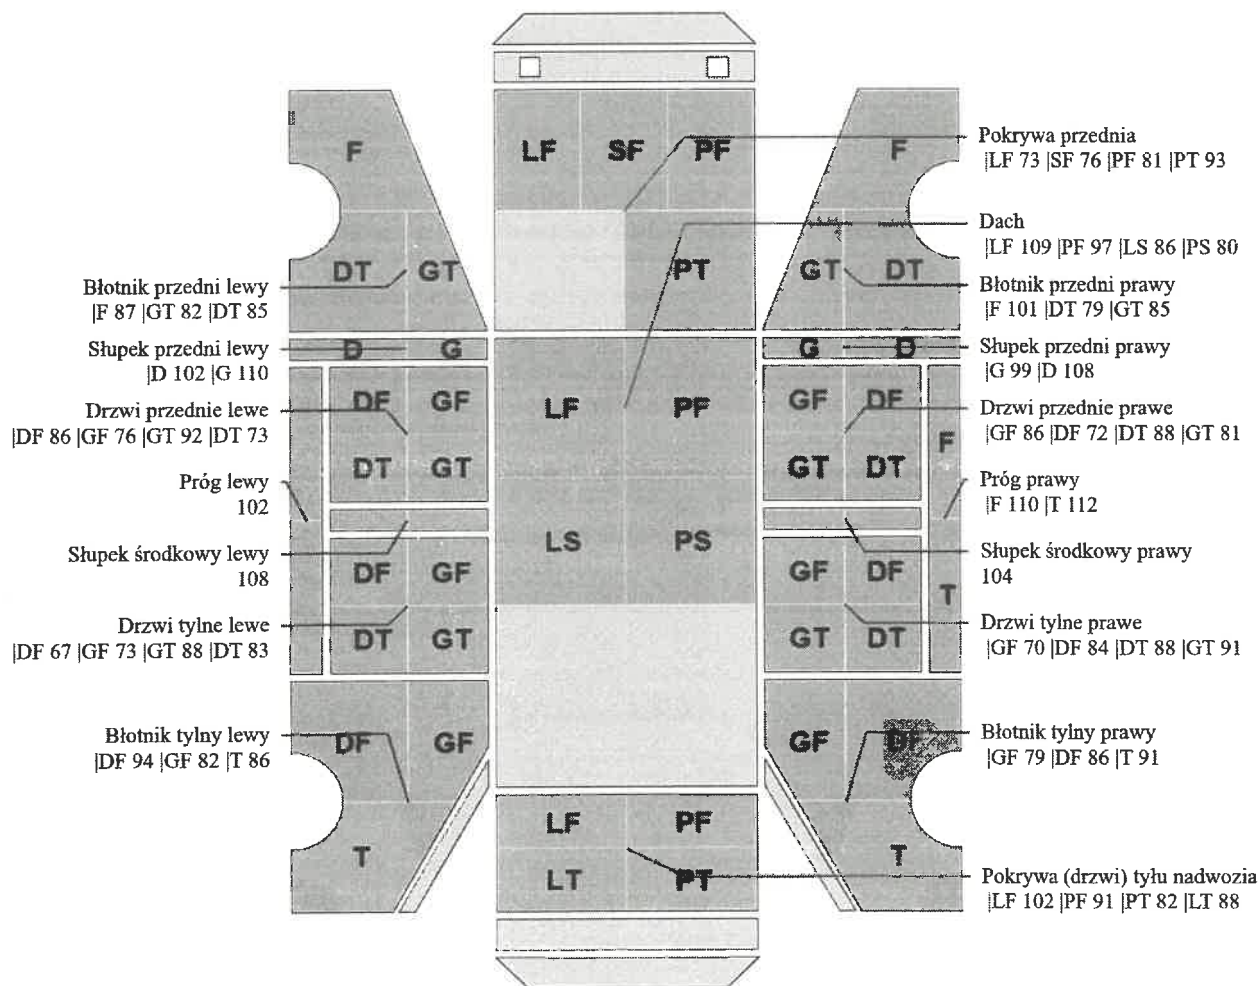 F
LF SF PF
F
DT GT
PT
GT DT
D G
G D
DF GF
DT GT
LF PF
LS PS
GF DF
GT DT
F
T
DF GF
DT GT
GF DF
GT DT
DF GF
T
GF DF
T
LF PF
LT PT
Błotnik przedni lewy
|F 87 |GT 82 |DT 85
Słupek przedni lewy
|D 102 |G 110
Drzwi przednie lewe
|DF 86 |GF 76 |GT 92 |DT 73
Próg lewy
102
Słupek środkowy lewy
108
Drzwi tylne lewe
|DF 67 |GF 73 |GT 88 |DT 83
Błotnik tylny lewy
|DF 94 |GF 82 |T 86
Pokrywa przednia
|LF 73 |SF 76 |PF 81 |PT 93
Dach
|LF 109 |PF 97 |LS 86 |PS 80
Błotnik przedni prawy
|F 101 |DT 79 |GT 85
Słupek przedni prawy
|G 99 |D 108
Drzwi przednie prawe
|GF 86 |DF 72 |DT 88 |GT 81
Próg prawy
|F 110 |T 112
Słupek środkowy prawy
104
Drzwi tylne prawe
|GF 70 |DF 84 |DT 88 |GT 91
Błotnik tylny prawy
|GF 79 |DF 86 |T 91
Pokrywa (drzwi) tyłu nadwozia
|LF 102 |PF 91 |PT 82 |LT 88